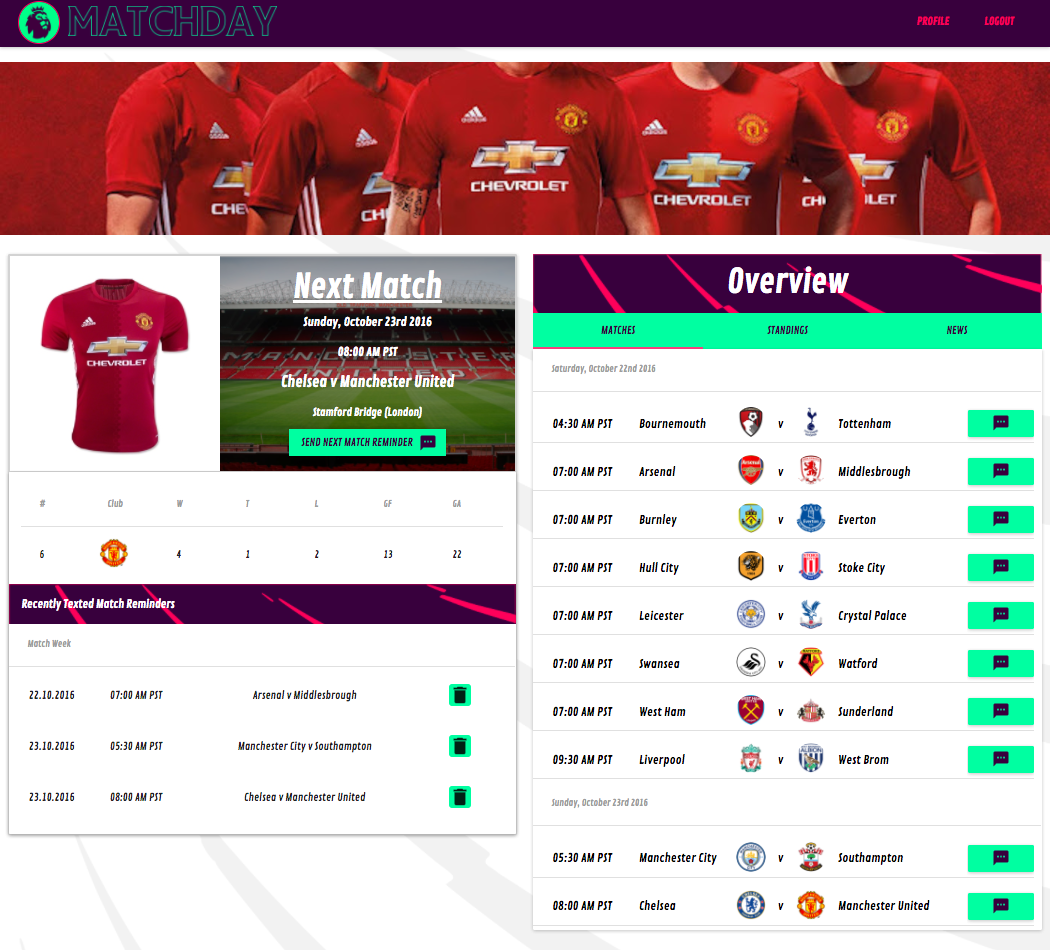 MATCHDAY
PROFILE LOGOUT
adidas adidas adidas adidas
CHEVROLET CHEVROLET CHEVROLET
Next Match
Sunday, October 23rd 2016
08:00 AM PST
Chelsea v Manchester United
Stamford Bridge (London)
SEND NEXT MATCH REMINDER
MANCHESTER
UNITED
adidas
CHEVROLET
# Club W T L GF GA
6 4 1 2 13 22
Recently Texted Match Reminders
Match Week
22.10.2016 07:00 AM PST Arsenal v Middlesbrough
23.10.2016 05:30 AM PST Manchester City v Southampton
23.10.2016 08:00 AM PST Chelsea v Manchester United
Overview
MATCHES STANDINGS NEWS
Saturday, October 22nd 2016
04:30 AM PST Bournemouth v Tottenham
07:00 AM PST Arsenal v Middlesbrough
07:00 AM PST Burnley v Everton
07:00 AM PST Hull City v Stoke City
07:00 AM PST Leicester v Crystal Palace
07:00 AM PST Swansea v Watford
07:00 AM PST West Ham v Sunderland
09:30 AM PST Liverpool v West Brom
Sunday, October 23rd 2016
05:30 AM PST Manchester City v Southampton
08:00 AM PST Chelsea v Manchester United